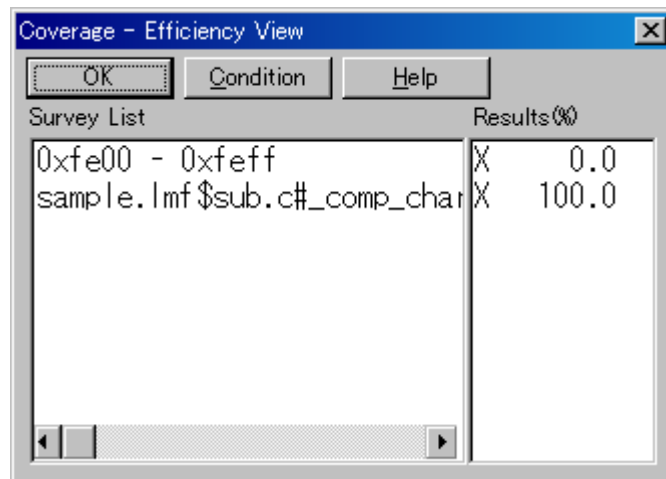 Coverage - Efficiency View
OK Condition Help
Survey List Results(%)
0xfe00 - 0xfeff X 0.0
sample.lmf$sub.c#_comp_char X 100.0